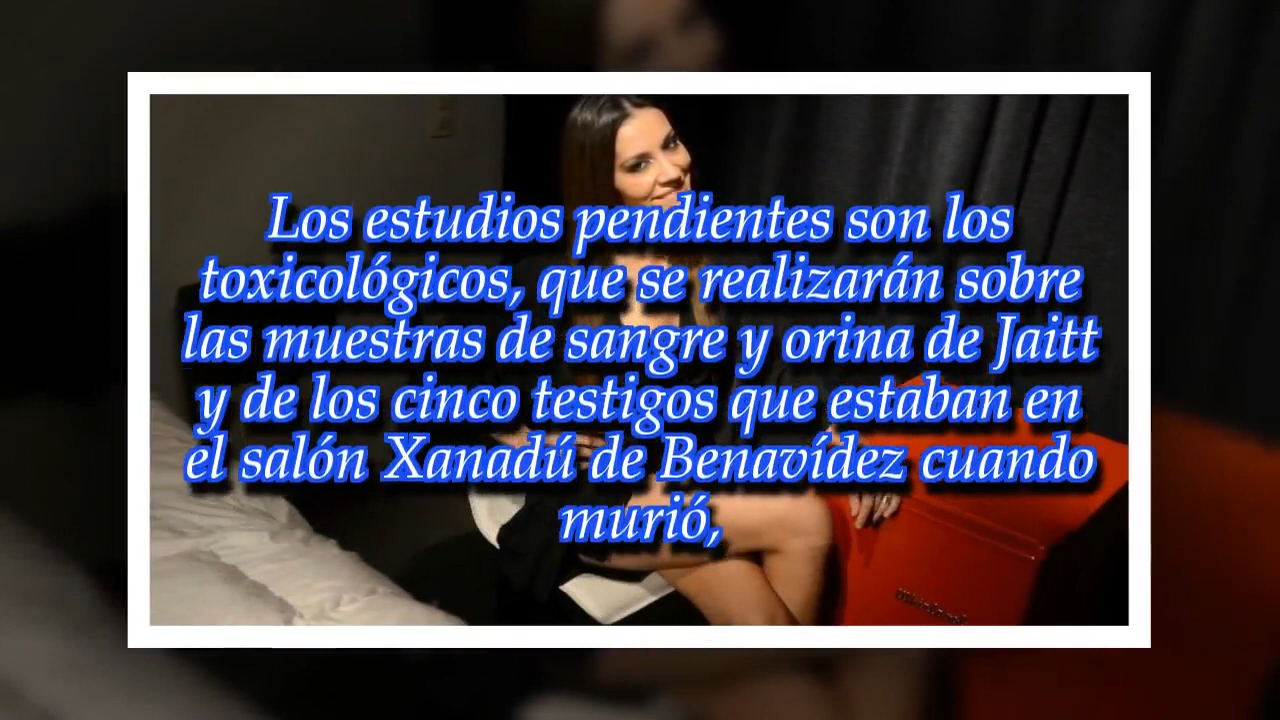 Los estudios pendientes son los
toxicológicos, que se realizarán sobre
las muestras de sangre y orina de Jaitt
y de los cinco testigos que estaban en
el salón Xanadú de Benavídez cuando
murió,